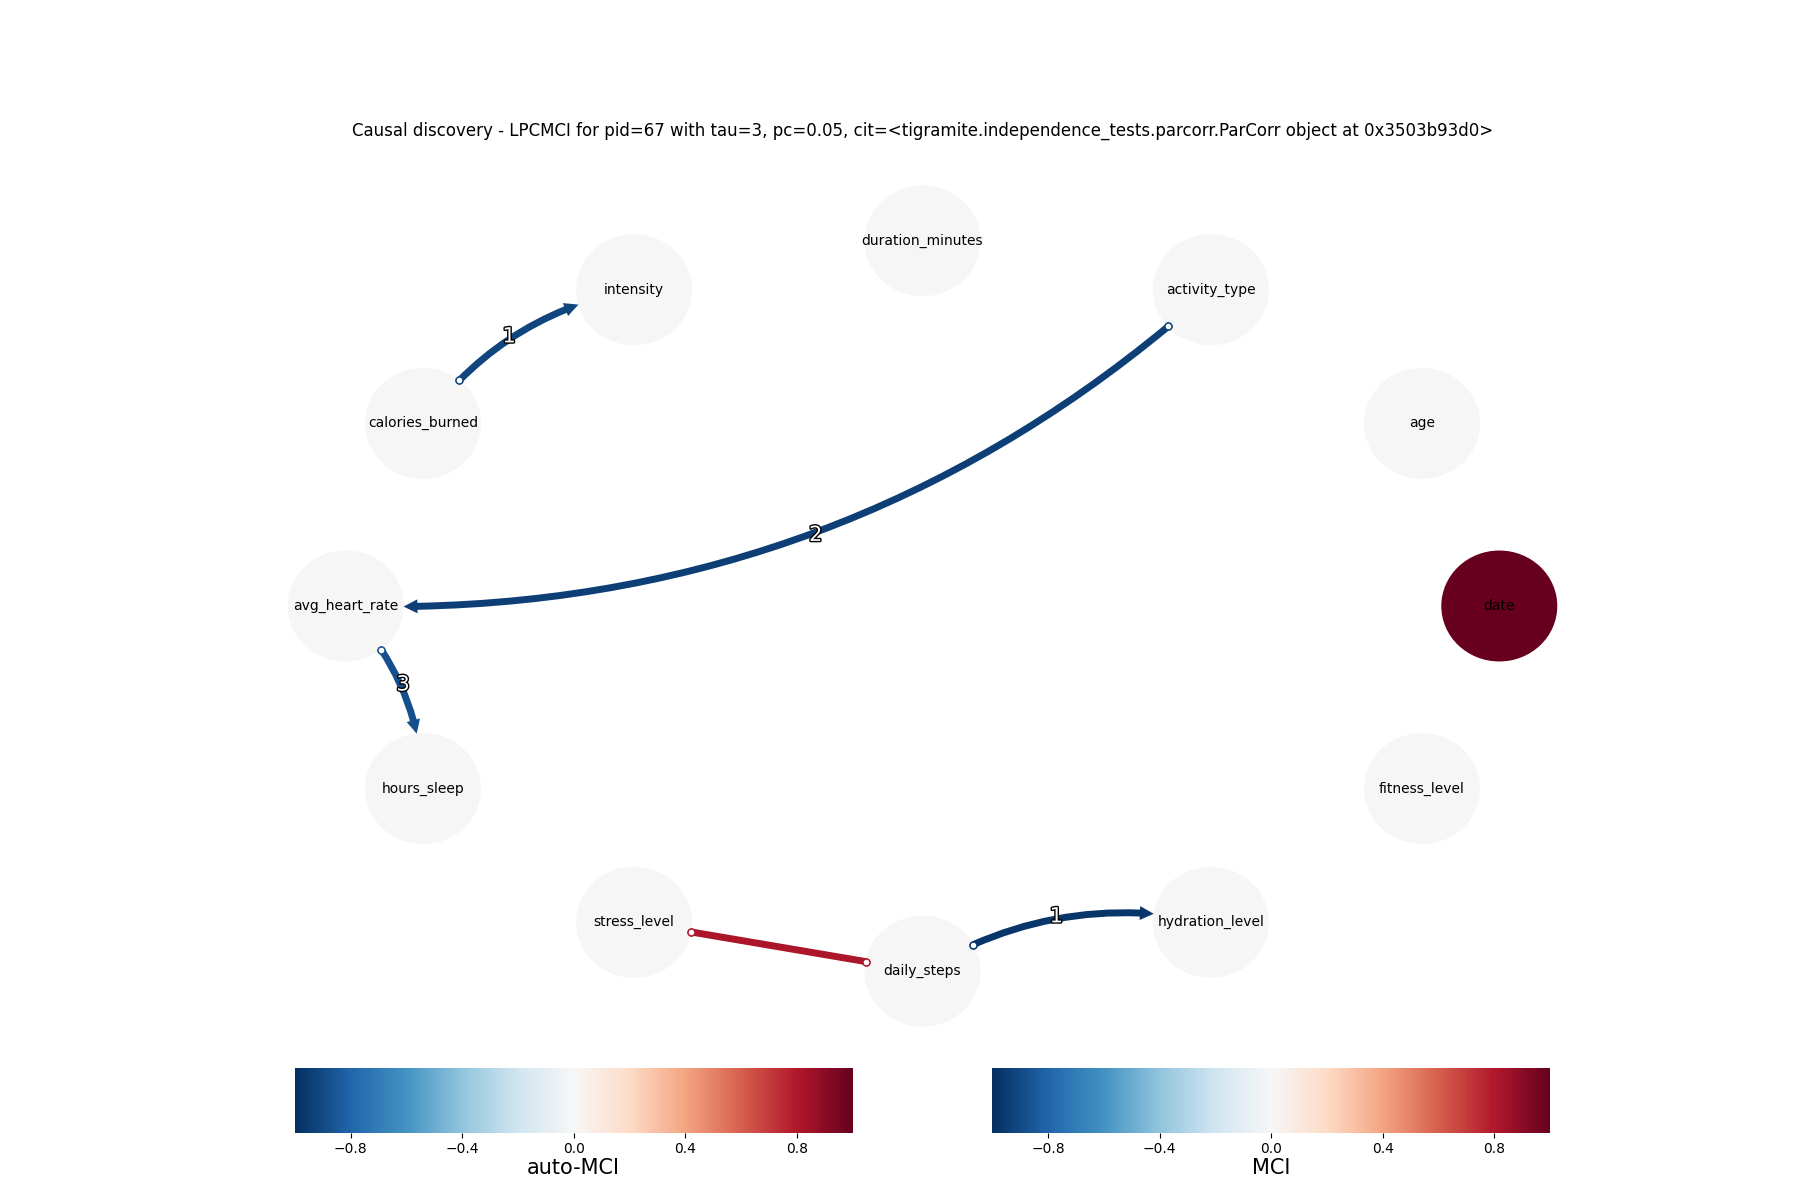 Causal discovery - LPCMCI for pid=67 with tau=3, pc=0.05, cit=<tigramite.independence_tests.parcorr.ParCorr object at 0x3503b93d0>
duration_minutes
intensity
activity_type
1
calories_burned
age
2
avg_heart_rate
date
3
hours_sleep
fitness_level
stress_level
1
hydration_level
daily_steps
−0.8 −0.4 0.0 0.4 0.8
auto-MCI
−0.8 −0.4 0.0 0.4 0.8
MCI